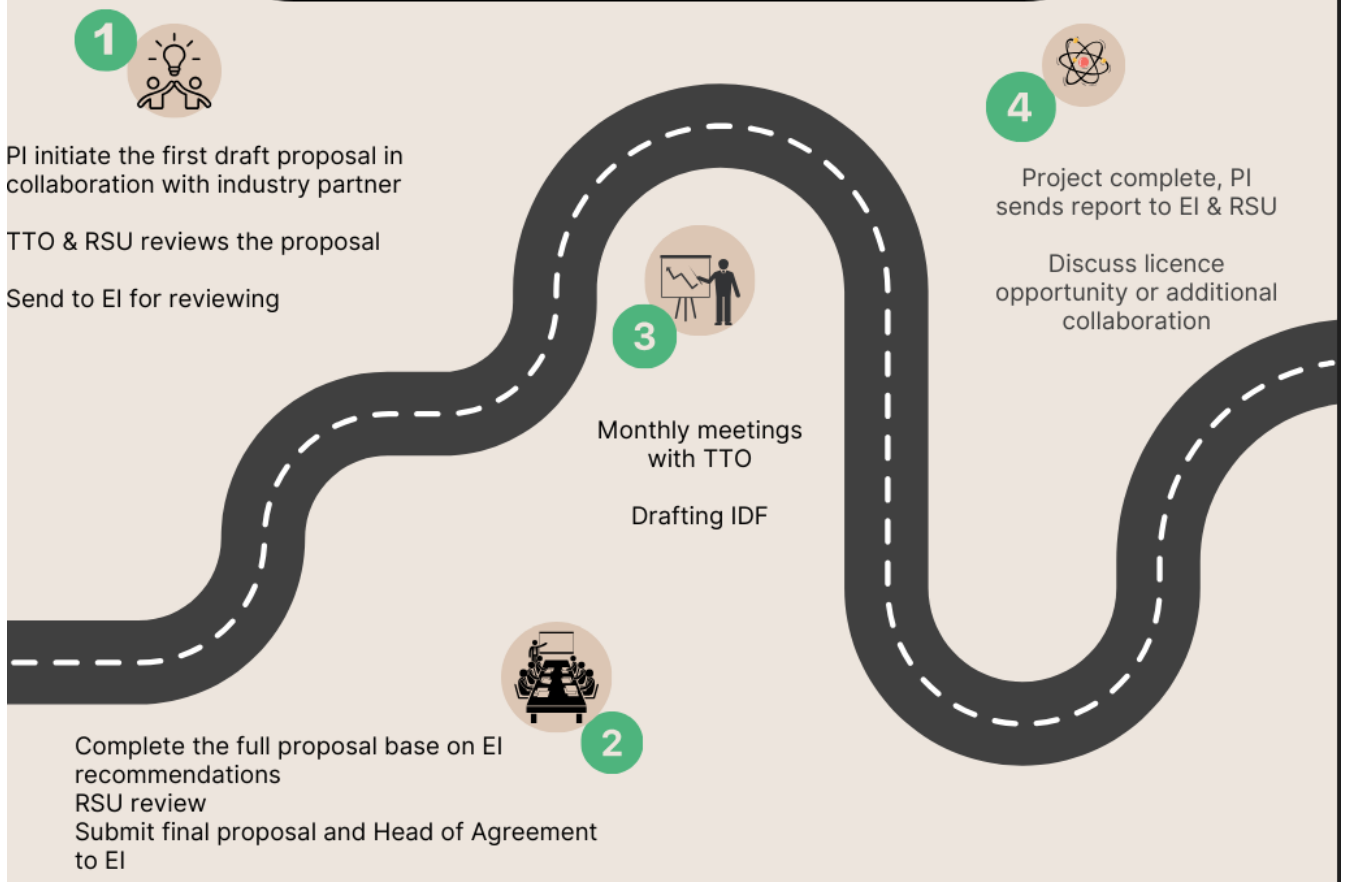 1
PI initiate the first draft proposal in
collaboration with industry partner
TTO & RSU reviews the proposal
Send to EI for reviewing
2
Complete the full proposal base on EI
recommendations
RSU review
Submit final proposal and Head of Agreement
to EI
3
Monthly meetings
with TTO
Drafting IDF
4
Project complete, PI
sends report to EI & RSU
Discuss licence
opportunity or additional
collaboration